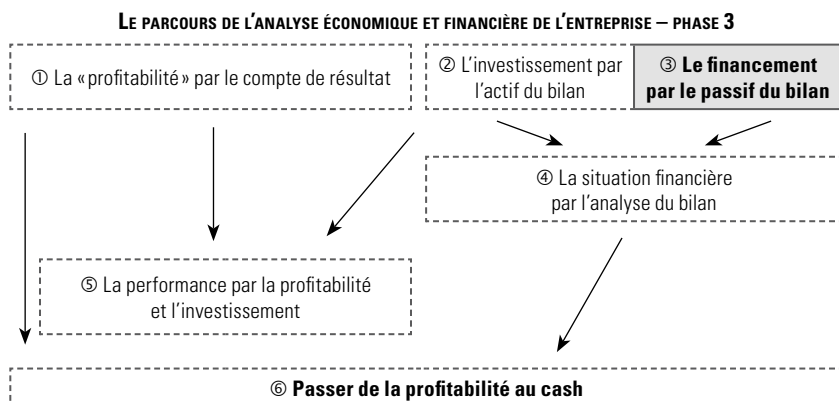 Le parcours de l’analyse économique et financière de l’entreprise – phase 3
① La « profitabilité » par le compte de résultat
② L’investissement par
l’actif du bilan
③ Le financement
par le passif du bilan
④ La situation financière
par l’analyse du bilan
⑤ La performance par la profitabilité
et l’investissement
⑥ Passer de la profitabilité au cash